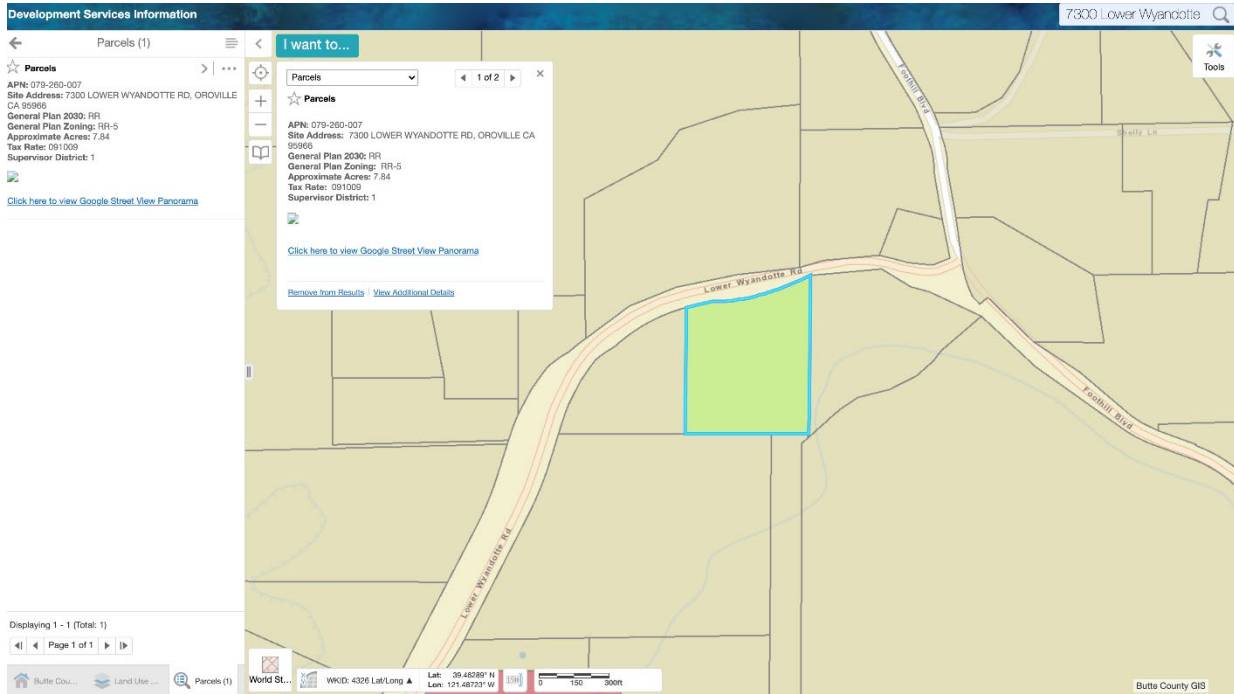 Development Services Information
7300 Lower Wyandotte
Parcels (1)
Parcels
APN: 079-260-007
Site Address: 7300 LOWER WYANDOTTE RD, OROVILLE
CA 95966
General Plan 2030: RR
General Plan Zoning: RR-5
Approximate Acres: 7.84
Tax Rate: 091009
Supervisor District: 1
Click here to view Google Street View Panorama
Displaying 1 - 1 (Total: 1)
Page 1 of 1
Butte Cou...
Land Use ...
Parcels (1)
I want to...
Parcels
1 of 2
Parcels
APN: 079-260-007
Site Address: 7300 LOWER WYANDOTTE RD, OROVILLE CA
95966
General Plan 2030: RR
General Plan Zoning: RR-5
Approximate Acres: 7.84
Tax Rate: 091009
Supervisor District: 1
Click here to view Google Street View Panorama
Remove from Results
View Additional Details
Tools
Foothill Blvd
Shelly Ln
Lower Wyandotte Rd
Foothill Blvd
Lower Wyandotte Rd
World St...
WKID: 4326 Lat/Long
Lat: 39.46289° N
Lon: 121.48723° W
0 150 300ft
Butte County GIS